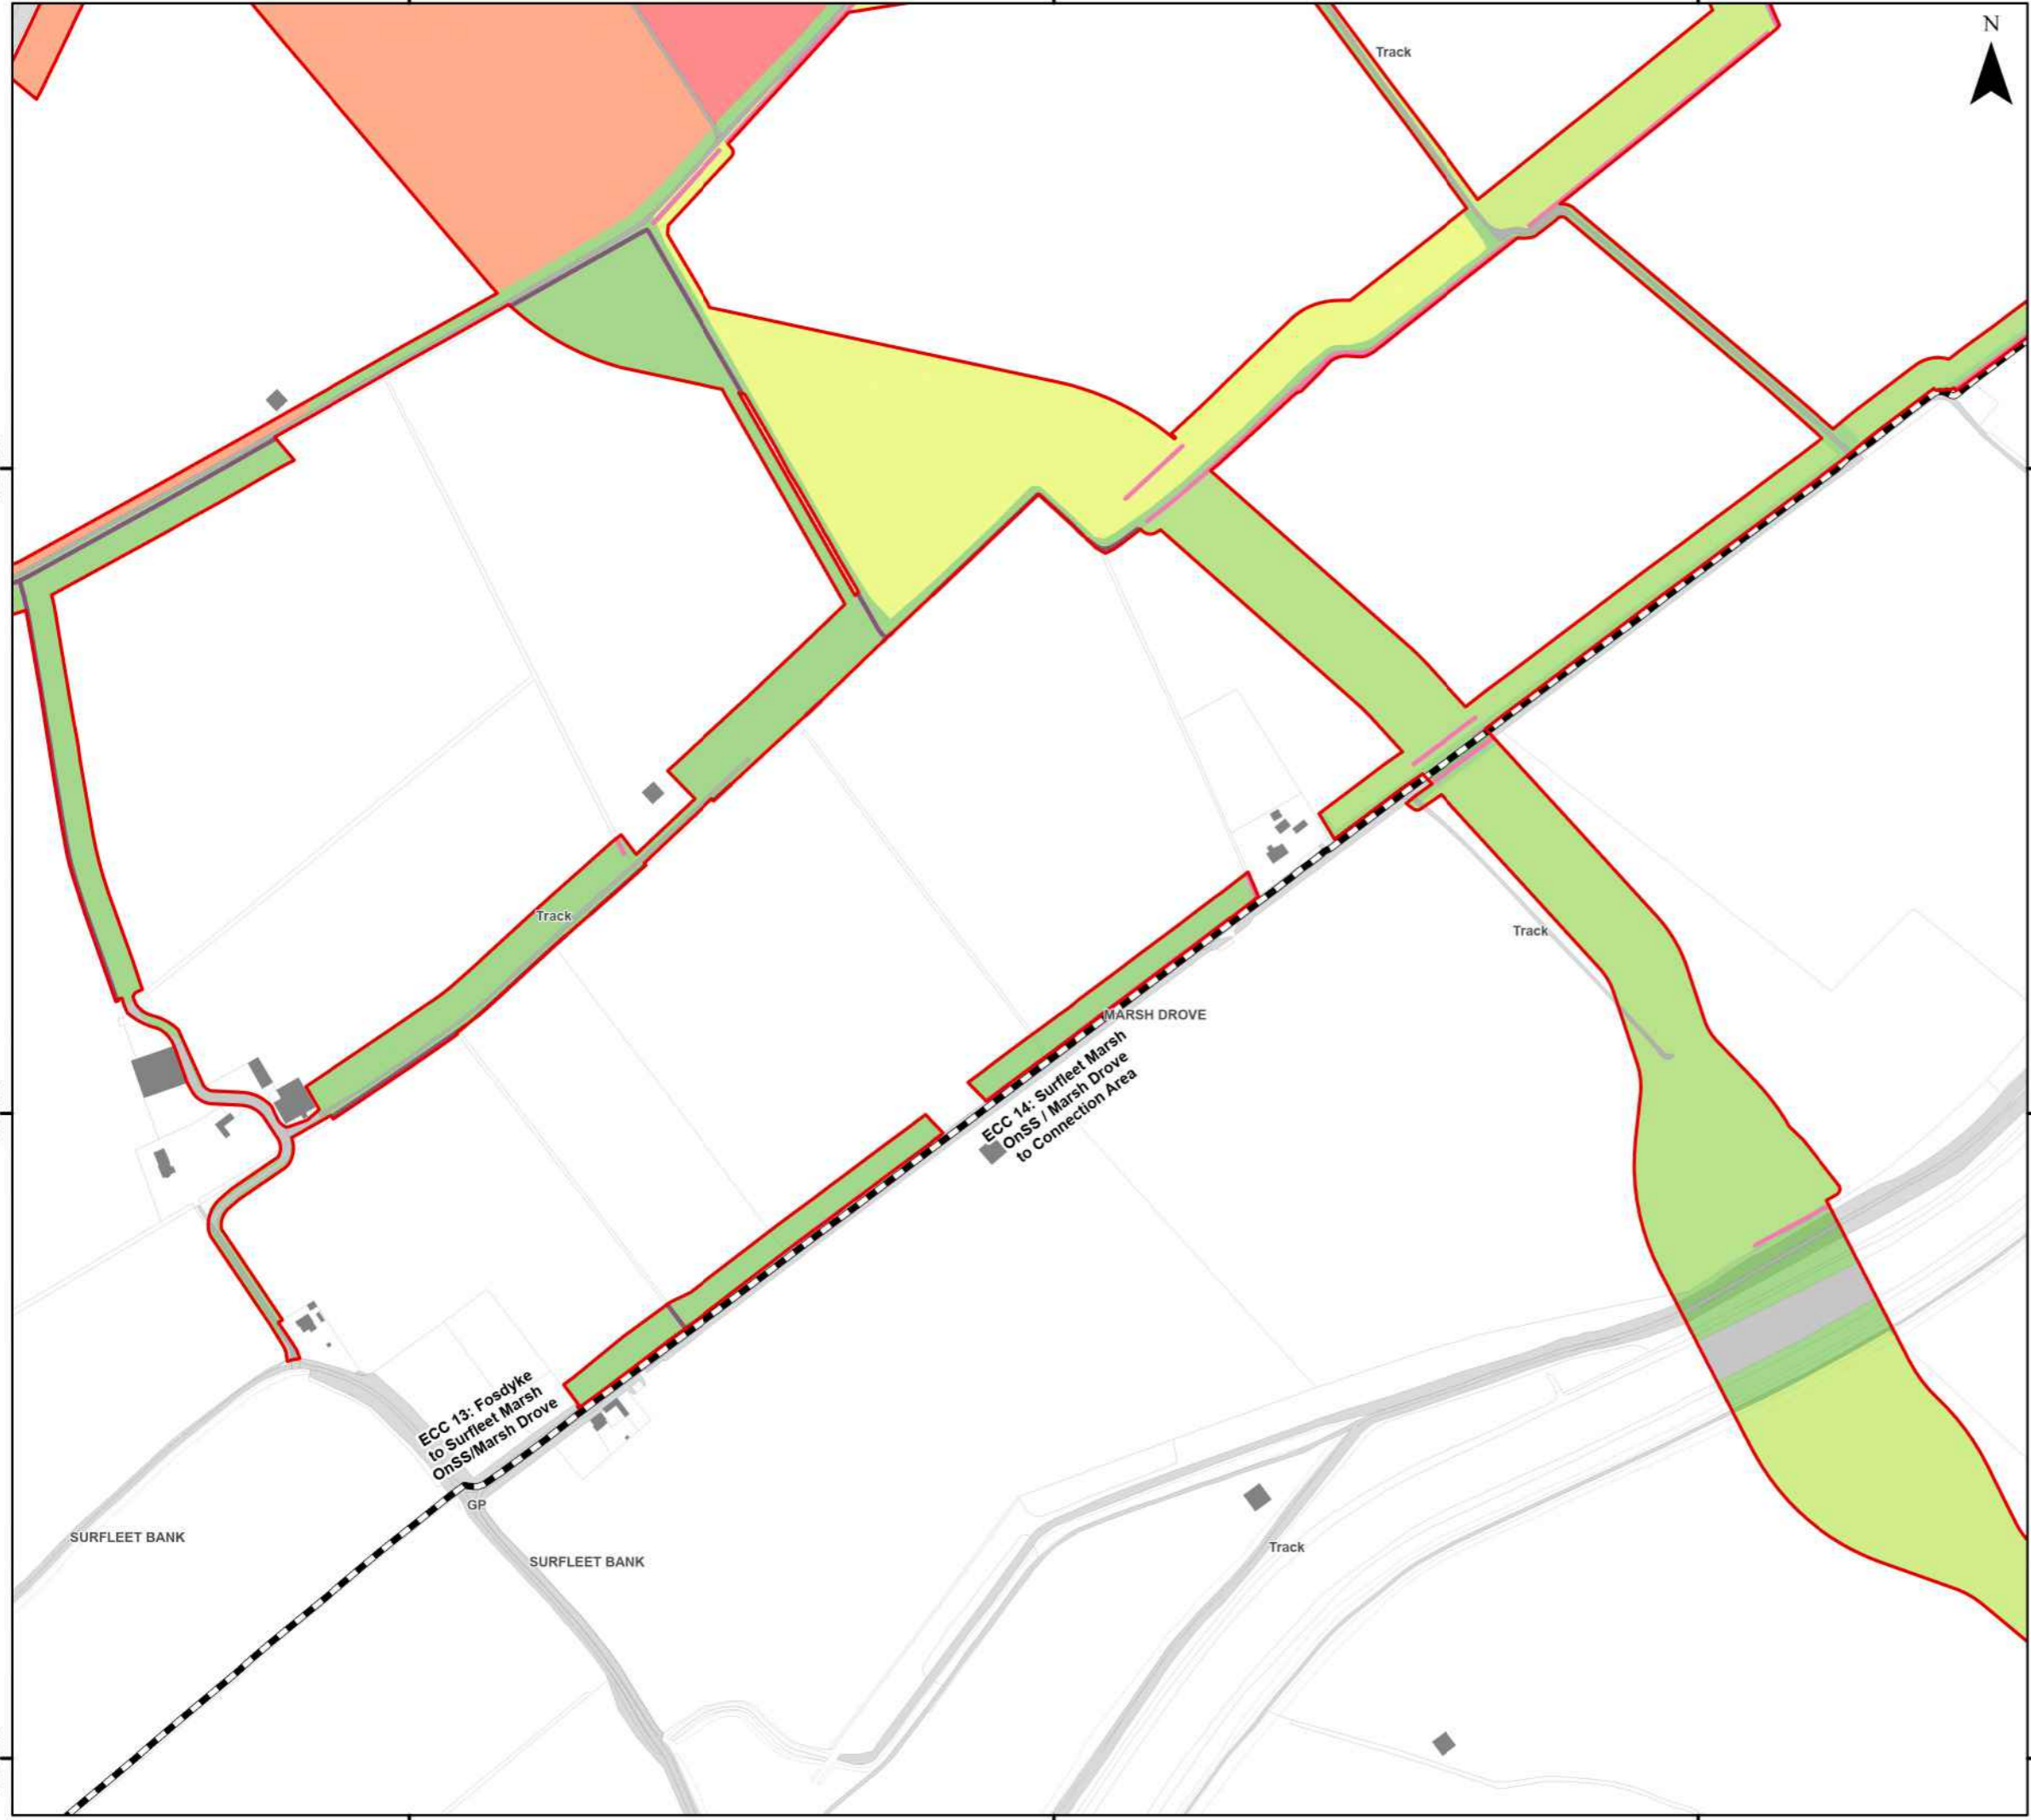 N
Track
Track
Track
MARSH DROVE
ECC 14: Surfleet Marsh
OnSS / Marsh Drove
to Connection Area
ECC 13: Fosdyke
to Surfleet Marsh
OnSS/Marsh Drove
GP
SURFLEET BANK
SURFLEET BANK
Track